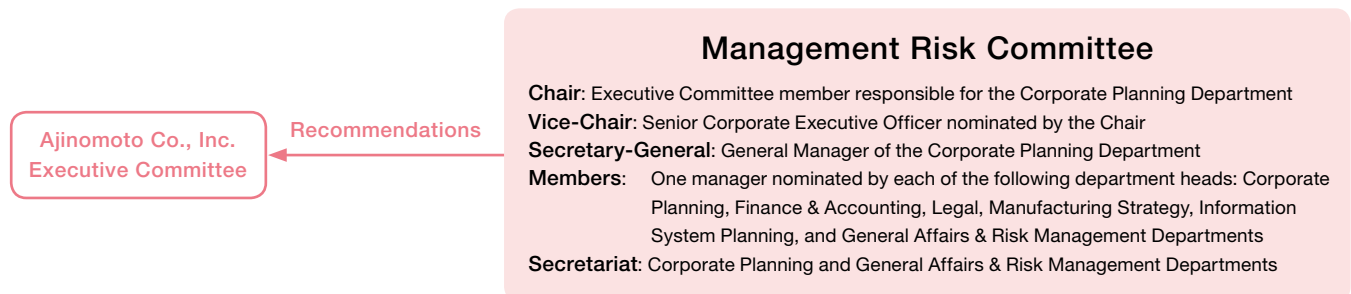 Ajinomoto Co., Inc.
Executive Committee
Recommendations
Management Risk Committee
Chair: Executive Committee member responsible for the Corporate Planning Department
Vice-Chair: Senior Corporate Executive Officer nominated by the Chair
Secretary-General: General Manager of the Corporate Planning Department
Members: One manager nominated by each of the following department heads: Corporate
Planning, Finance & Accounting, Legal, Manufacturing Strategy, Information
System Planning, and General Affairs & Risk Management Departments
Secretariat: Corporate Planning and General Affairs & Risk Management Departments